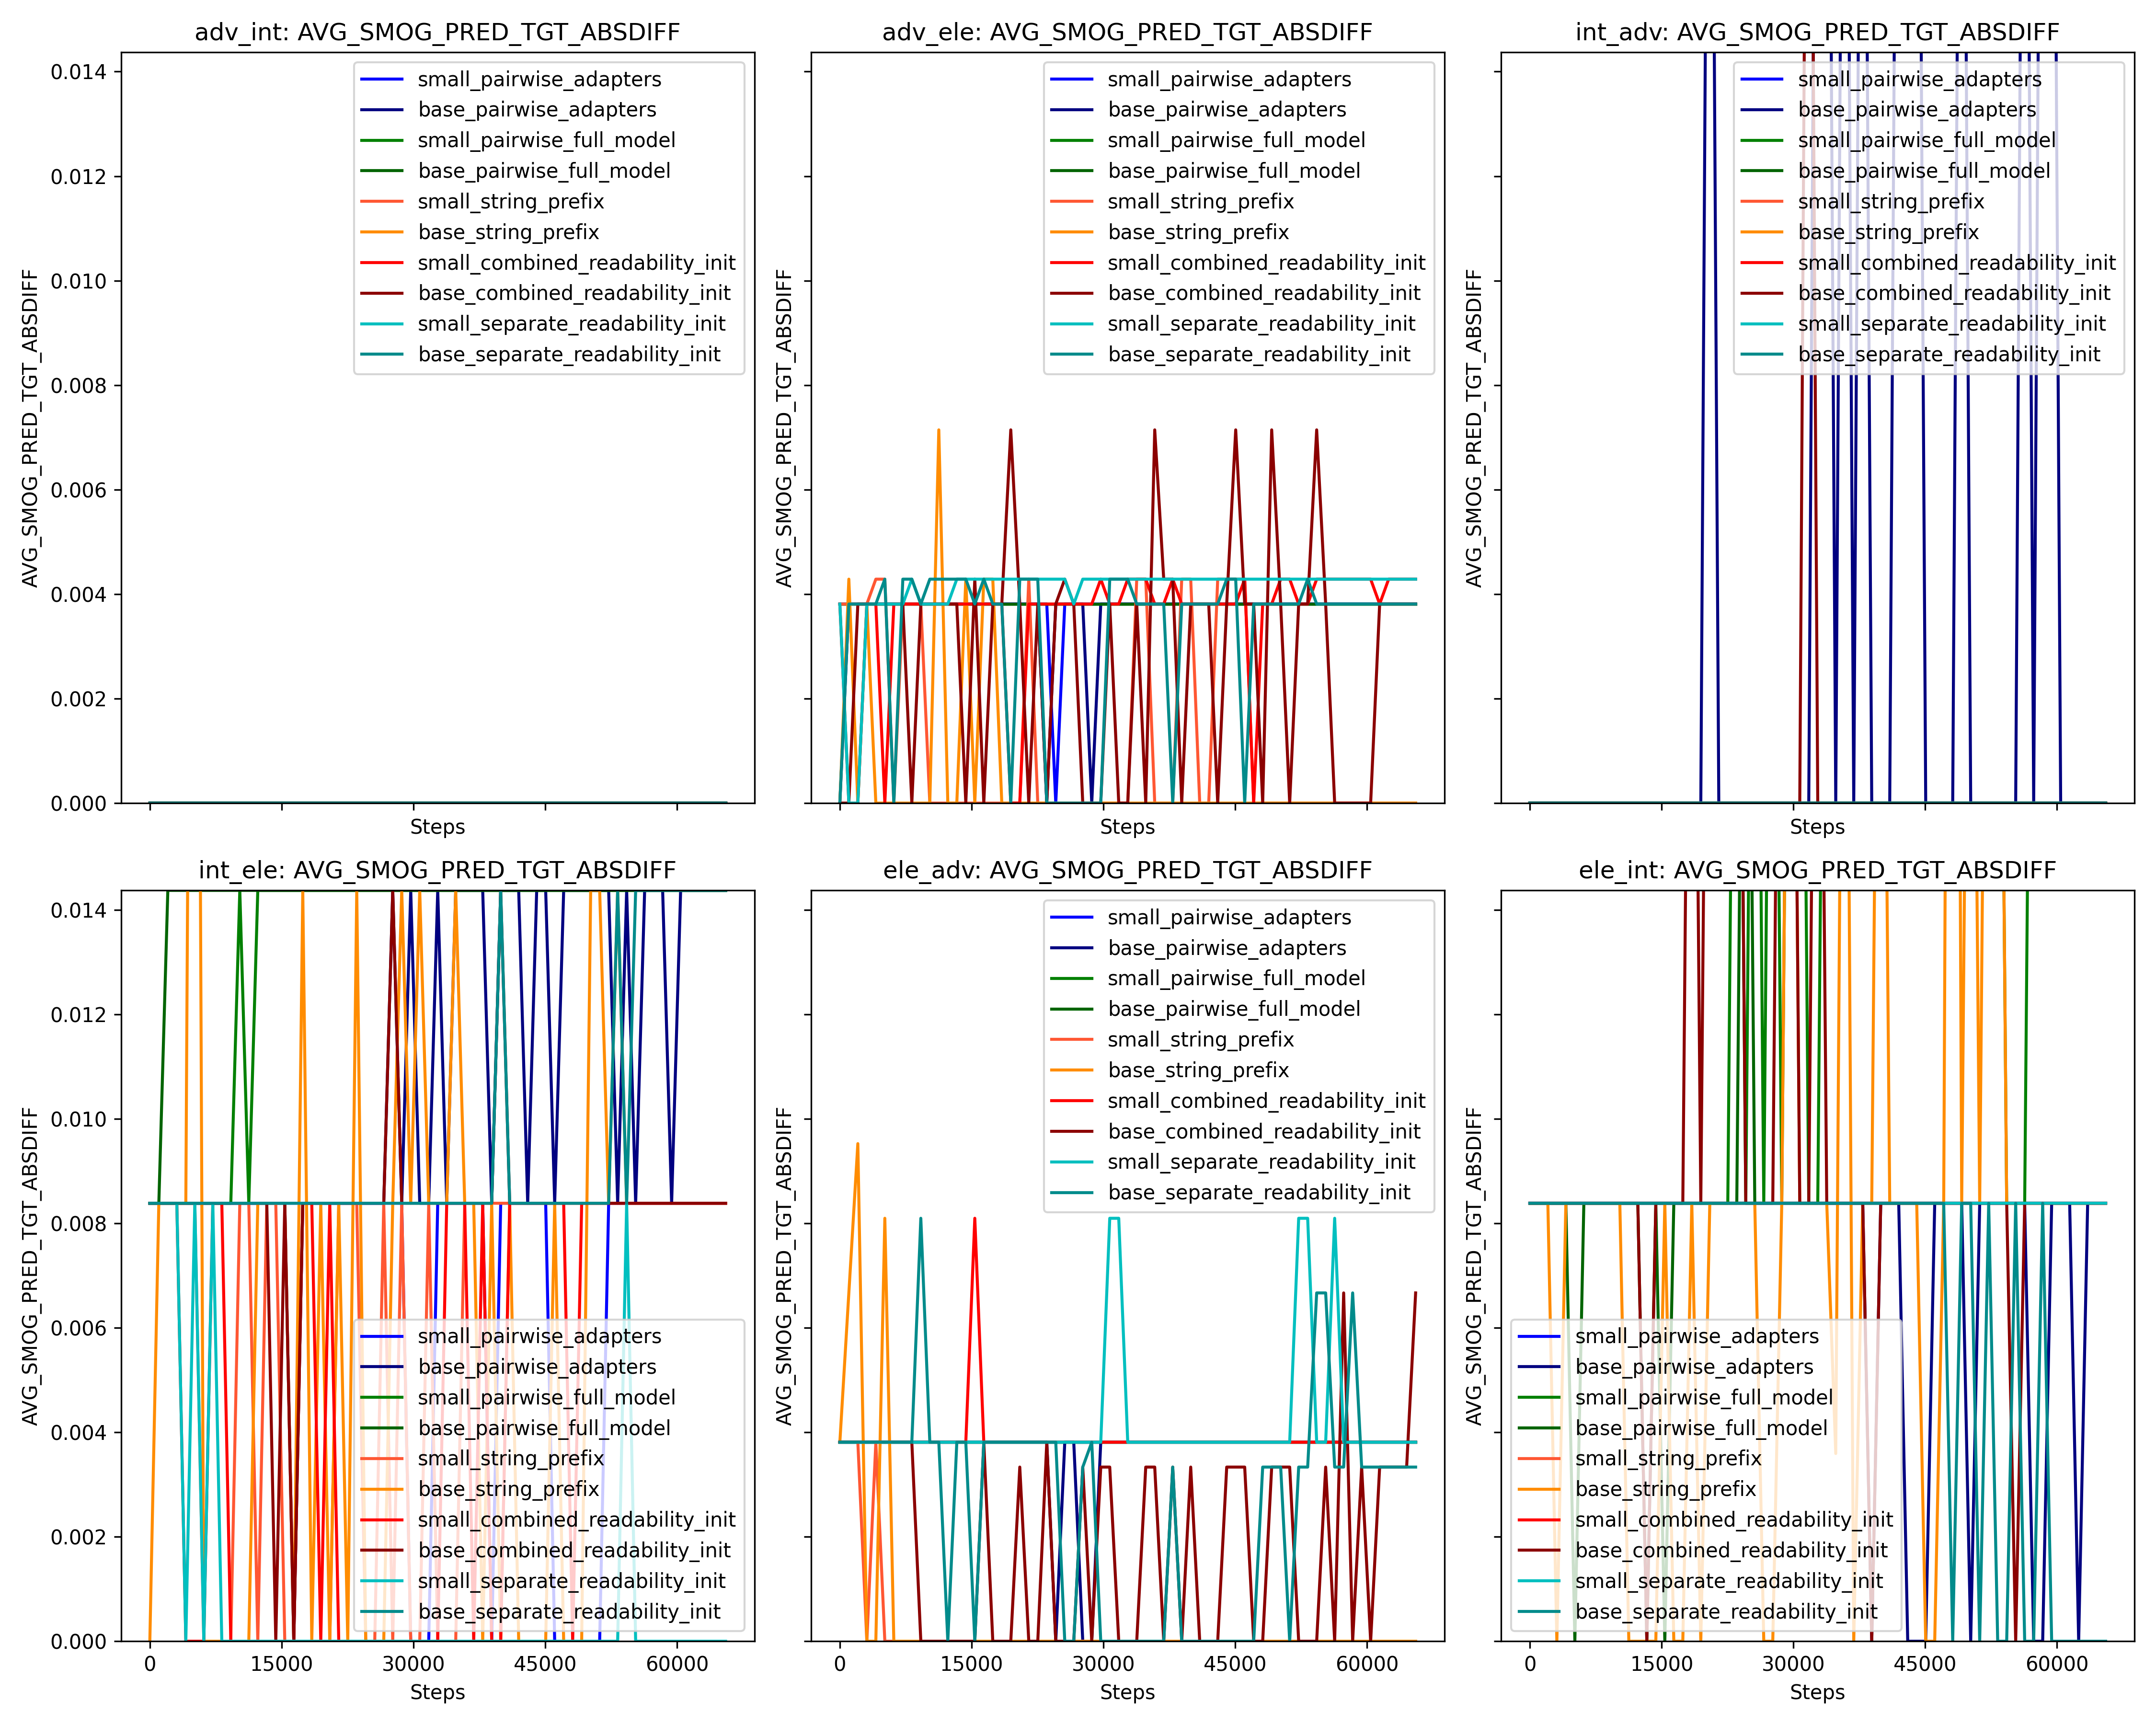 adv_int: AVG_SMOG_PRED_TGT_ABSDIFF
AVG_SMOG_PRED_TGT_ABSDIFF
0.014
0.012
0.010
0.008
0.006
0.004
0.002
0.000
small_pairwise_adapters
base_pairwise_adapters
small_pairwise_full_model
base_pairwise_full_model
small_string_prefix
base_string_prefix
small_combined_readability_init
base_combined_readability_init
small_separate_readability_init
base_separate_readability_init
Steps
adv_ele: AVG_SMOG_PRED_TGT_ABSDIFF
AVG_SMOG_PRED_TGT_ABSDIFF
small_pairwise_adapters
base_pairwise_adapters
small_pairwise_full_model
base_pairwise_full_model
small_string_prefix
base_string_prefix
small_combined_readability_init
base_combined_readability_init
small_separate_readability_init
base_separate_readability_init
Steps
int_adv: AVG_SMOG_PRED_TGT_ABSDIFF
AVG_SMOG_PRED_TGT_ABSDIFF
small_pairwise_adapters
base_pairwise_adapters
small_pairwise_full_model
base_pairwise_full_model
small_string_prefix
base_string_prefix
small_combined_readability_init
base_combined_readability_init
small_separate_readability_init
base_separate_readability_init
Steps
int_ele: AVG_SMOG_PRED_TGT_ABSDIFF
AVG_SMOG_PRED_TGT_ABSDIFF
0.014
0.012
0.010
0.008
0.006
0.004
0.002
0.000
small_pairwise_adapters
base_pairwise_adapters
small_pairwise_full_model
base_pairwise_full_model
small_string_prefix
base_string_prefix
small_combined_readability_init
base_combined_readability_init
small_separate_readability_init
base_separate_readability_init
0 15000 30000 45000 60000
Steps
ele_adv: AVG_SMOG_PRED_TGT_ABSDIFF
AVG_SMOG_PRED_TGT_ABSDIFF
small_pairwise_adapters
base_pairwise_adapters
small_pairwise_full_model
base_pairwise_full_model
small_string_prefix
base_string_prefix
small_combined_readability_init
base_combined_readability_init
small_separate_readability_init
base_separate_readability_init
0 15000 30000 45000 60000
Steps
ele_int: AVG_SMOG_PRED_TGT_ABSDIFF
AVG_SMOG_PRED_TGT_ABSDIFF
small_pairwise_adapters
base_pairwise_adapters
small_pairwise_full_model
base_pairwise_full_model
small_string_prefix
base_string_prefix
small_combined_readability_init
base_combined_readability_init
small_separate_readability_init
base_separate_readability_init
0 15000 30000 45000 60000
Steps